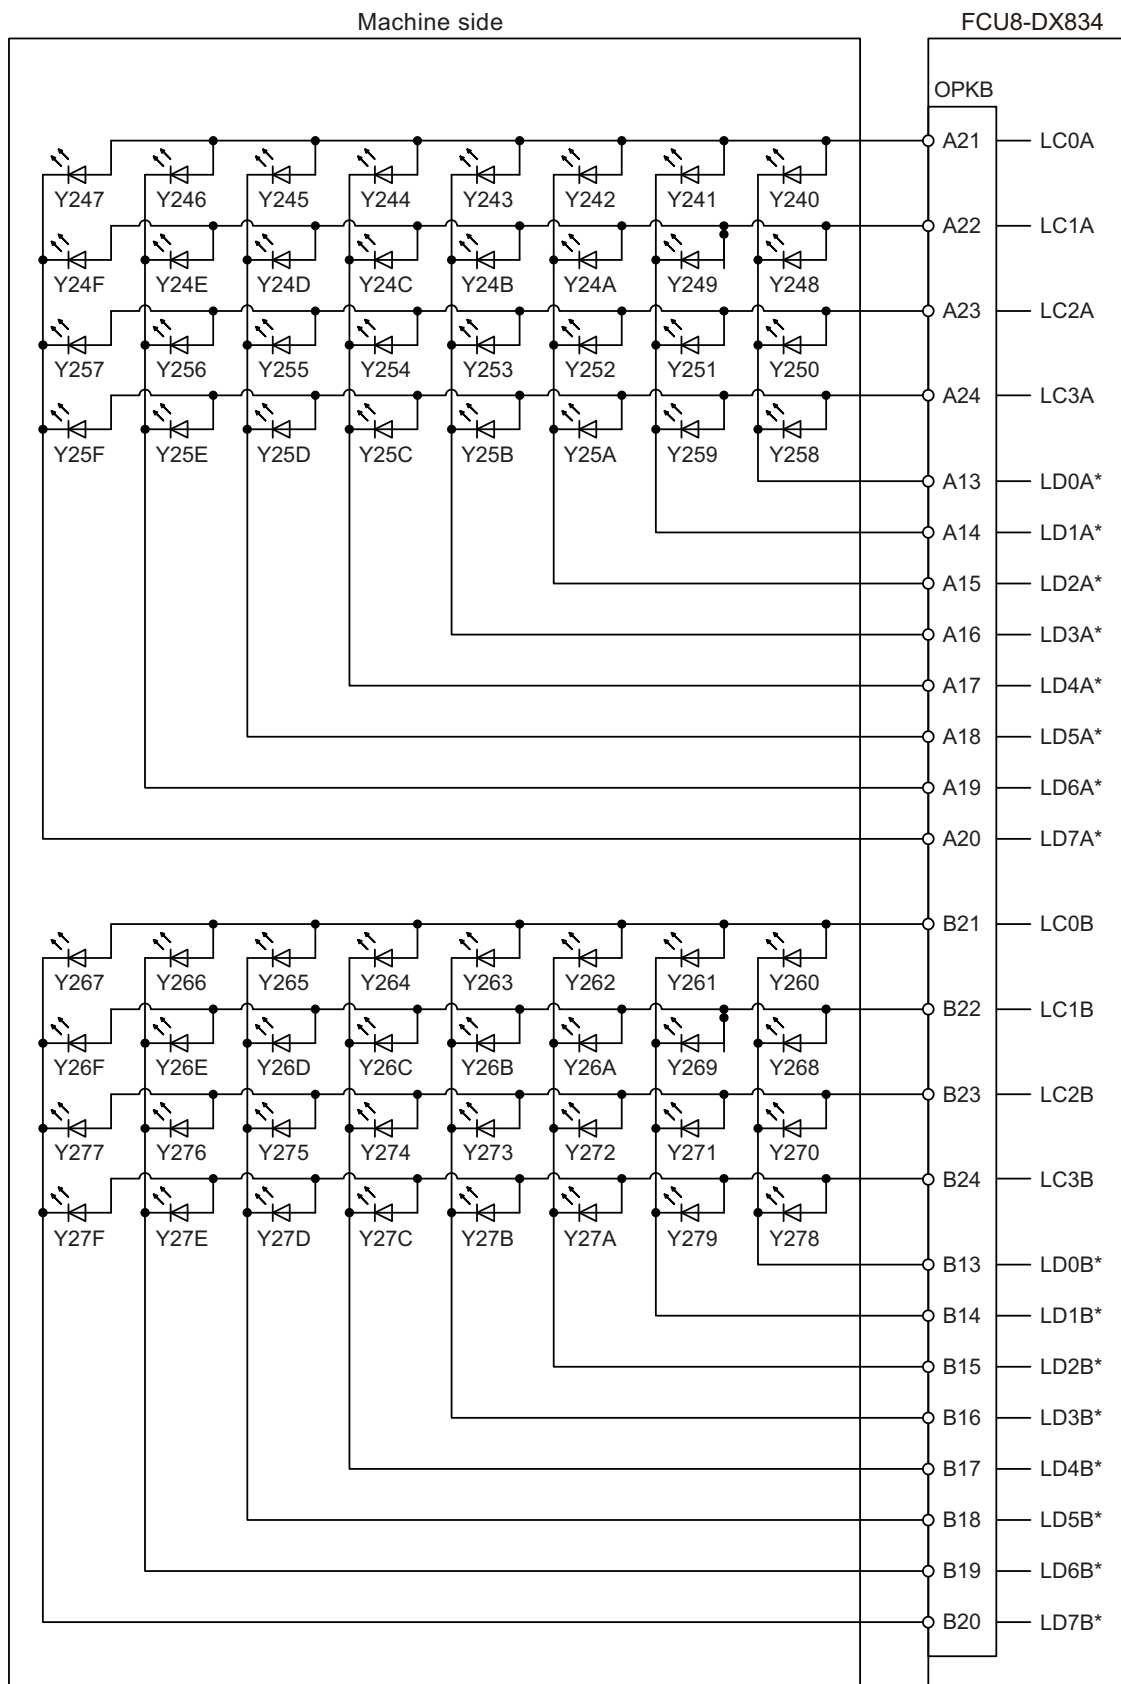 Machine side
FCU8-DX834
OPKB
A21 LC0A
Y247 Y246 Y245 Y244 Y243 Y242 Y241 Y240
A22 LC1A
Y24F Y24E Y24D Y24C Y24B Y24A Y249 Y248
A23 LC2A
Y257 Y256 Y255 Y254 Y253 Y252 Y251 Y250
A24 LC3A
Y25F Y25E Y25D Y25C Y25B Y25A Y259 Y258
A13 LD0A*
A14 LD1A*
A15 LD2A*
A16 LD3A*
A17 LD4A*
A18 LD5A*
A19 LD6A*
A20 LD7A*
B21 LC0B
Y267 Y266 Y265 Y264 Y263 Y262 Y261 Y260
B22 LC1B
Y26F Y26E Y26D Y26C Y26B Y26A Y269 Y268
B23 LC2B
Y277 Y276 Y275 Y274 Y273 Y272 Y271 Y270
B24 LC3B
Y27F Y27E Y27D Y27C Y27B Y27A Y279 Y278
B13 LD0B*
B14 LD1B*
B15 LD2B*
B16 LD3B*
B17 LD4B*
B18 LD5B*
B19 LD6B*
B20 LD7B*